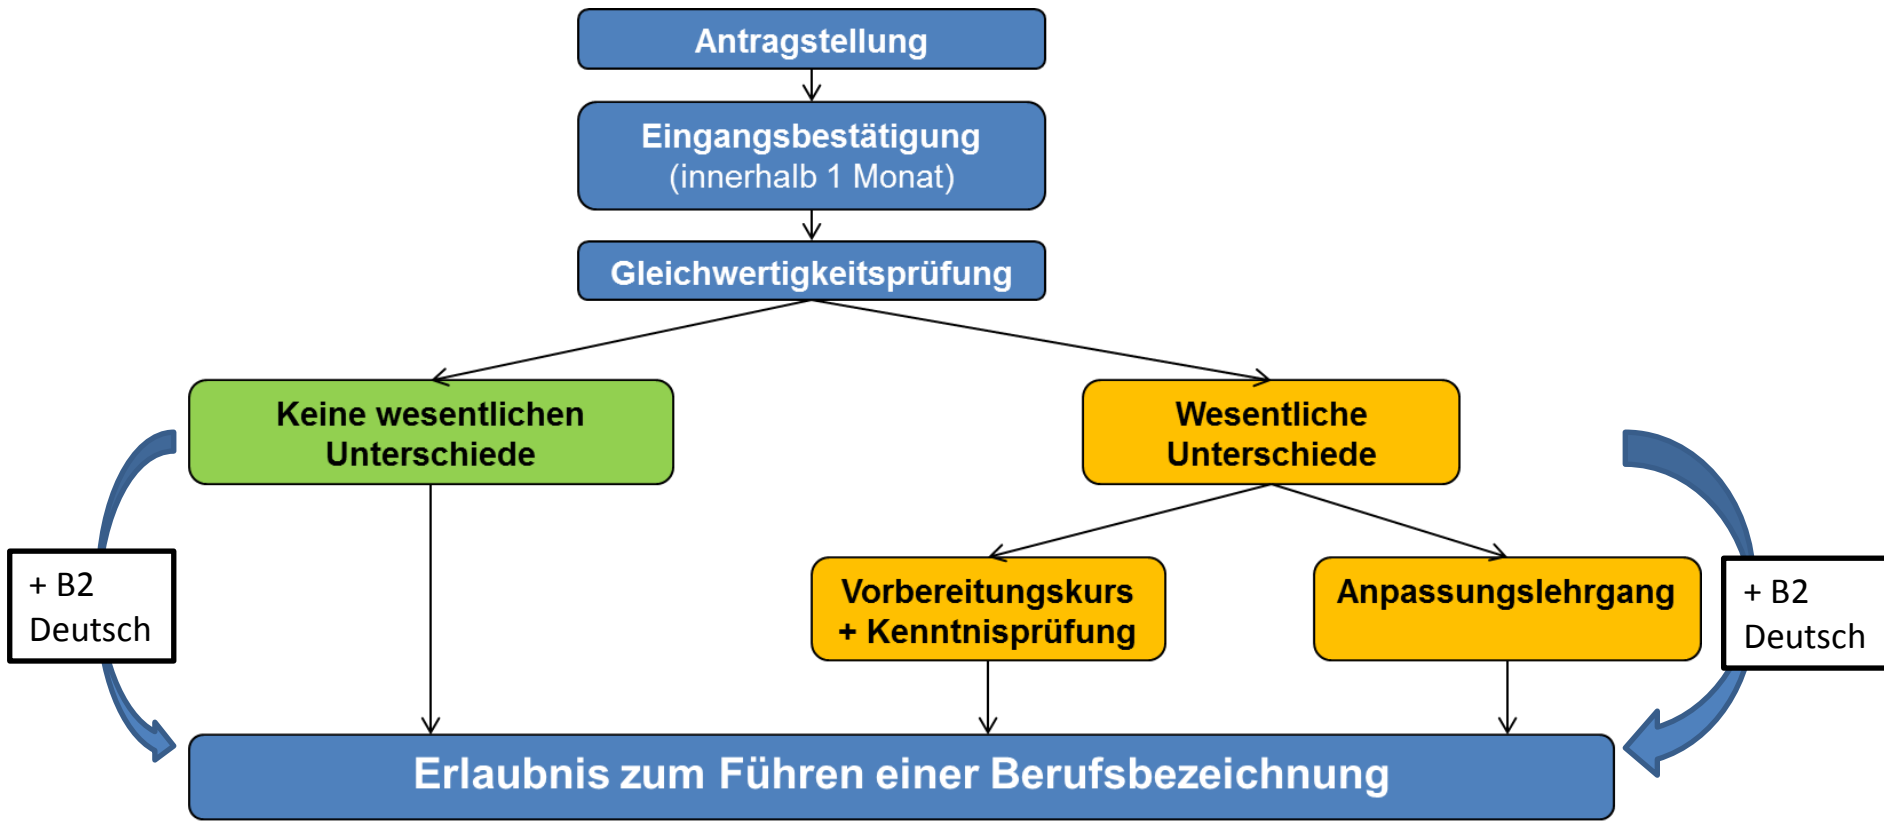 Antragstellung
Eingangsbestätigung
(innerhalb 1 Monat)
Gleichwertigkeitsprüfung
Keine wesentlichen
Unterschiede
Wesentliche
Unterschiede
+ B2
Deutsch
Vorbereitungskurs
+ Kenntnisprüfung
Anpassungslehrgang
+ B2
Deutsch
Erlaubnis zum Führen einer Berufsbezeichnung